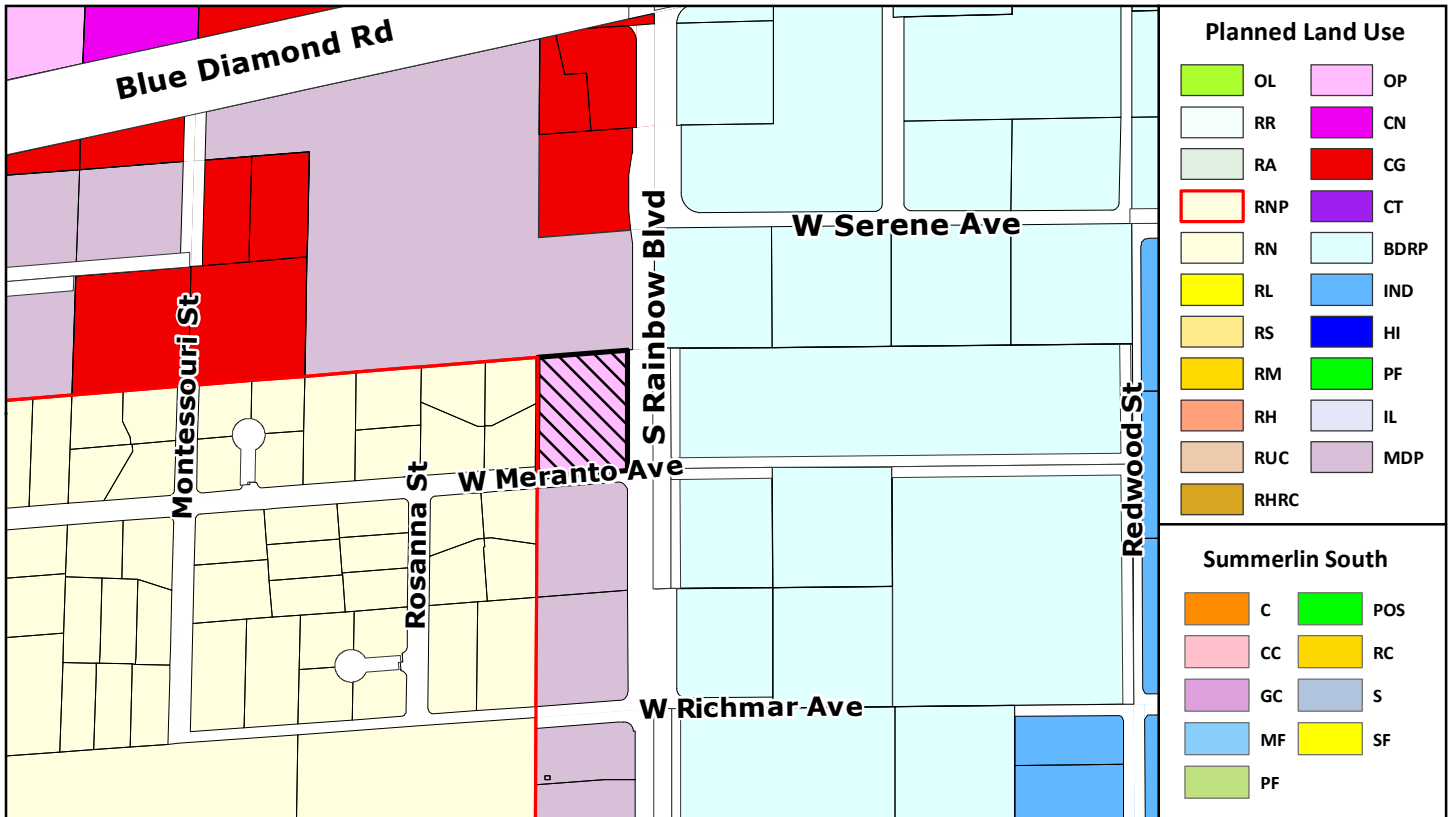 Blue Diamond Rd
W Serene Ave
S Rainbow Blvd
Montessouri St
Redwood St
W Meranto Ave
Rosanna St
W Richmar Ave
Planned Land Use
OL OP
RR CN
RA CG
RNP CT
RN BDRP
RL IND
RS HI
RM PF
RH IL
RUC MDP
RHRC
Summerlin South
C POS
CC RC
GC S
MF SF
PF